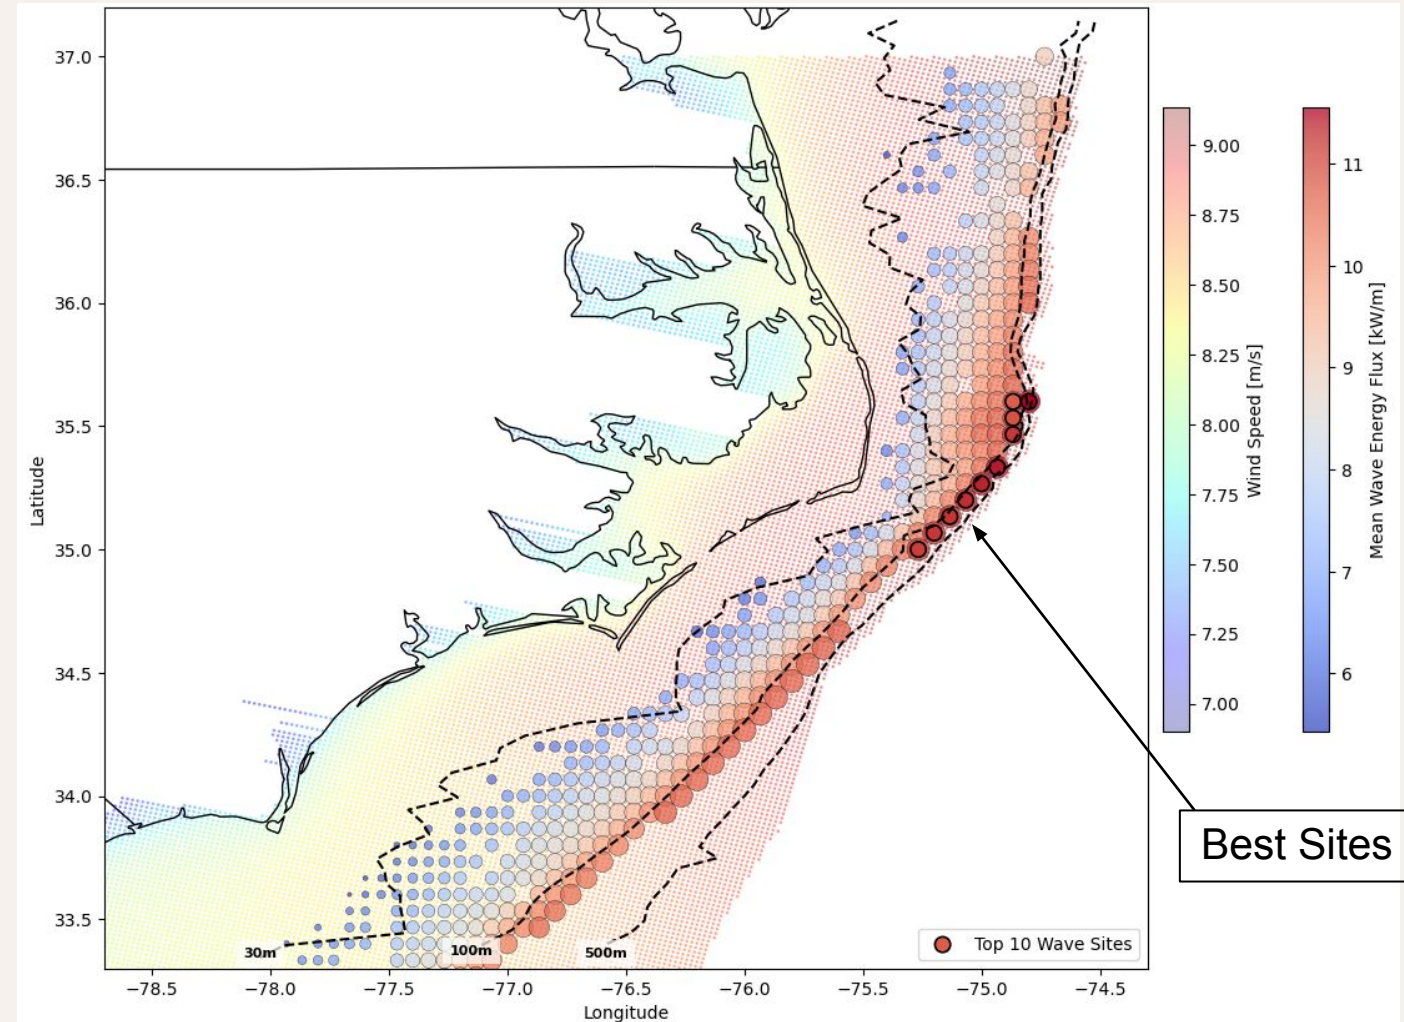 37.0
36.5
36.0
35.5
35.0
34.5
34.0
33.5
Latitude
−78.5 −78.0 −77.5 −77.0 −76.5 −76.0 −75.5 −75.0 −74.5
Longitude
30m 100m 500m
Top 10 Wave Sites
9.00
8.75
8.50
8.25
8.00
7.75
7.50
7.25
7.00
Wind Speed [m/s]
11
10
9
8
7
6
Mean Wave Energy Flux [kW/m]
Best Sites